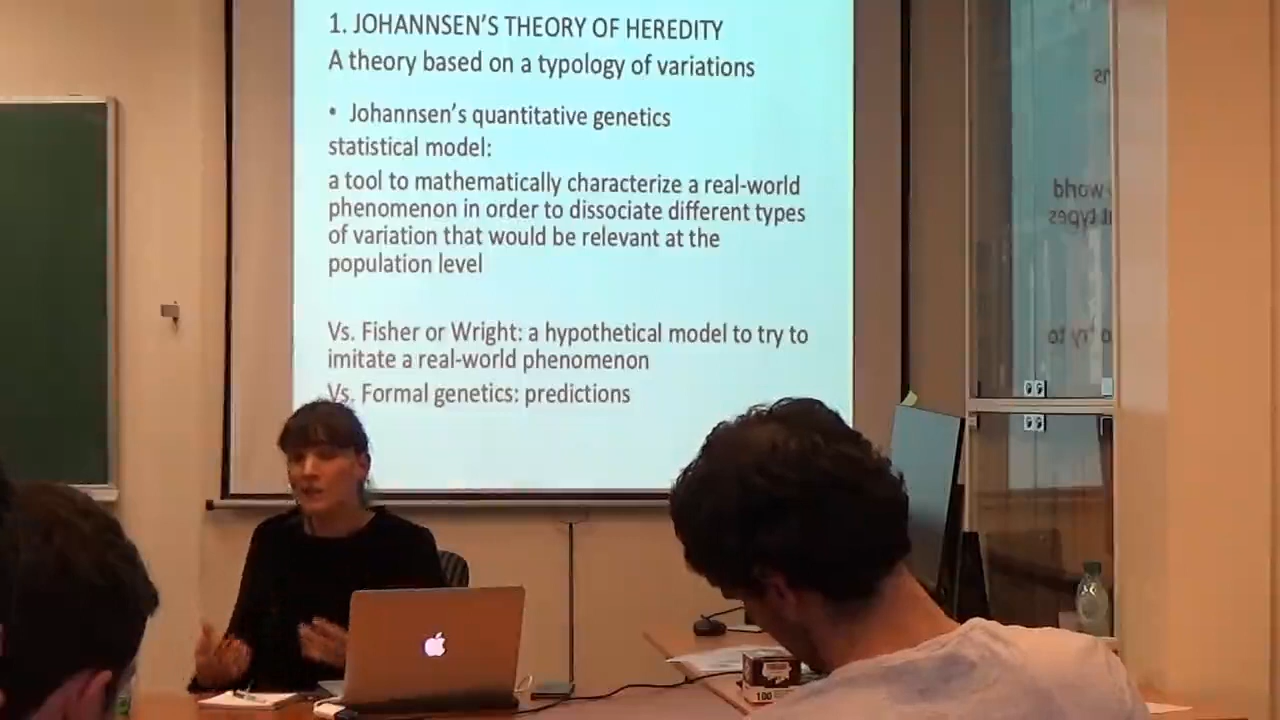 1. JOHANNSEN'S THEORY OF HEREDITY
A theory based on a typology of variations
• Johannsen's quantitative genetics
statistical model:
a tool to mathematically characterize a real-world
phenomenon in order to dissociate different types
of variation that would be relevant at the
population level
Vs. Fisher or Wright: a hypothetical model to try to
imitate a real-world phenomenon
Vs. Formal genetics: predictions
100